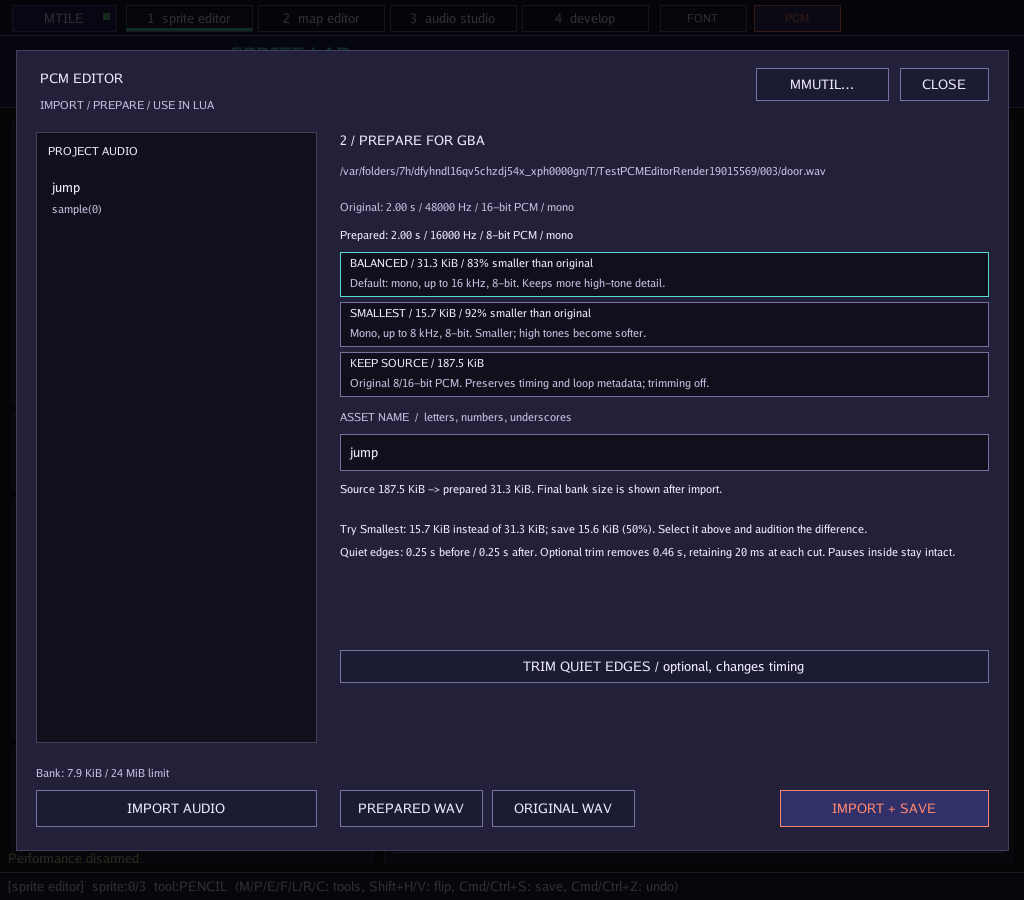 MTILE
1 sprite editor
2 map editor
3 audio studio
4 develop
FONT
PCM
PCM EDITOR
MMUTIL...
CLOSE
IMPORT / PREPARE / USE IN LUA
PROJECT AUDIO
jump
sample(0)
2 / PREPARE FOR GBA
/var/folders/7h/dfyhndl16qv5chzdj54x_xph0000gn/T/TestPCMEditorRender19015569/003/door.wav
Original: 2.00 s / 48000 Hz / 16-bit PCM / mono
Prepared: 2.00 s / 16000 Hz / 8-bit PCM / mono
BALANCED / 31.3 KiB / 83% smaller than original
Default: mono, up to 16 kHz, 8-bit. Keeps more high-tone detail.
SMALLEST / 15.7 KiB / 92% smaller than original
Mono, up to 8 kHz, 8-bit. Smaller; high tones become softer.
KEEP SOURCE / 187.5 KiB
Original 8/16-bit PCM. Preserves timing and loop metadata; trimming off.
ASSET NAME / letters, numbers, underscores
jump
Source 187.5 KiB -> prepared 31.3 KiB. Final bank size is shown after import.
Try Smallest: 15.7 KiB instead of 31.3 KiB; save 15.6 KiB (50%). Select it above and audition the difference.
Quiet edges: 0.25 s before / 0.25 s after. Optional trim removes 0.46 s, retaining 20 ms at each cut. Pauses inside stay intact.
TRIM QUIET EDGES / optional, changes timing
Bank: 7.9 KiB / 24 MiB limit
IMPORT AUDIO
PREPARED WAV
ORIGINAL WAV
IMPORT + SAVE
Performance disarmed
[sprite editor] sprite:0/3 tool:PENCIL (M/P/E/F/L/R/C: tools, Shift+H/V: flip, Cmd/Ctrl+S: save, Cmd/Ctrl+Z: undo)